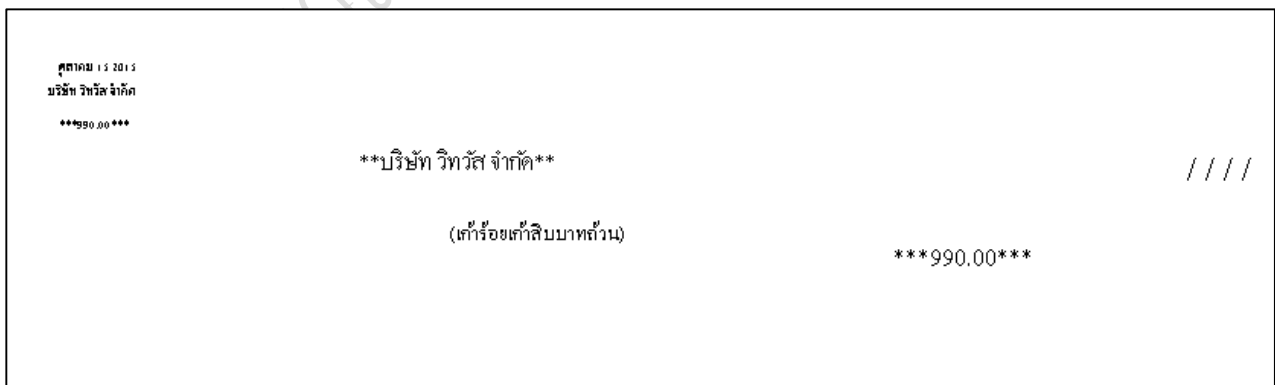 ตุลาคม 15 2015
บริษัท วิทวัส จำกัด
***990.00***
**บริษัท วิทวัส จำกัด**
////
(เก้าร้อยเก้าสิบบาทถ้วน)
***990.00***